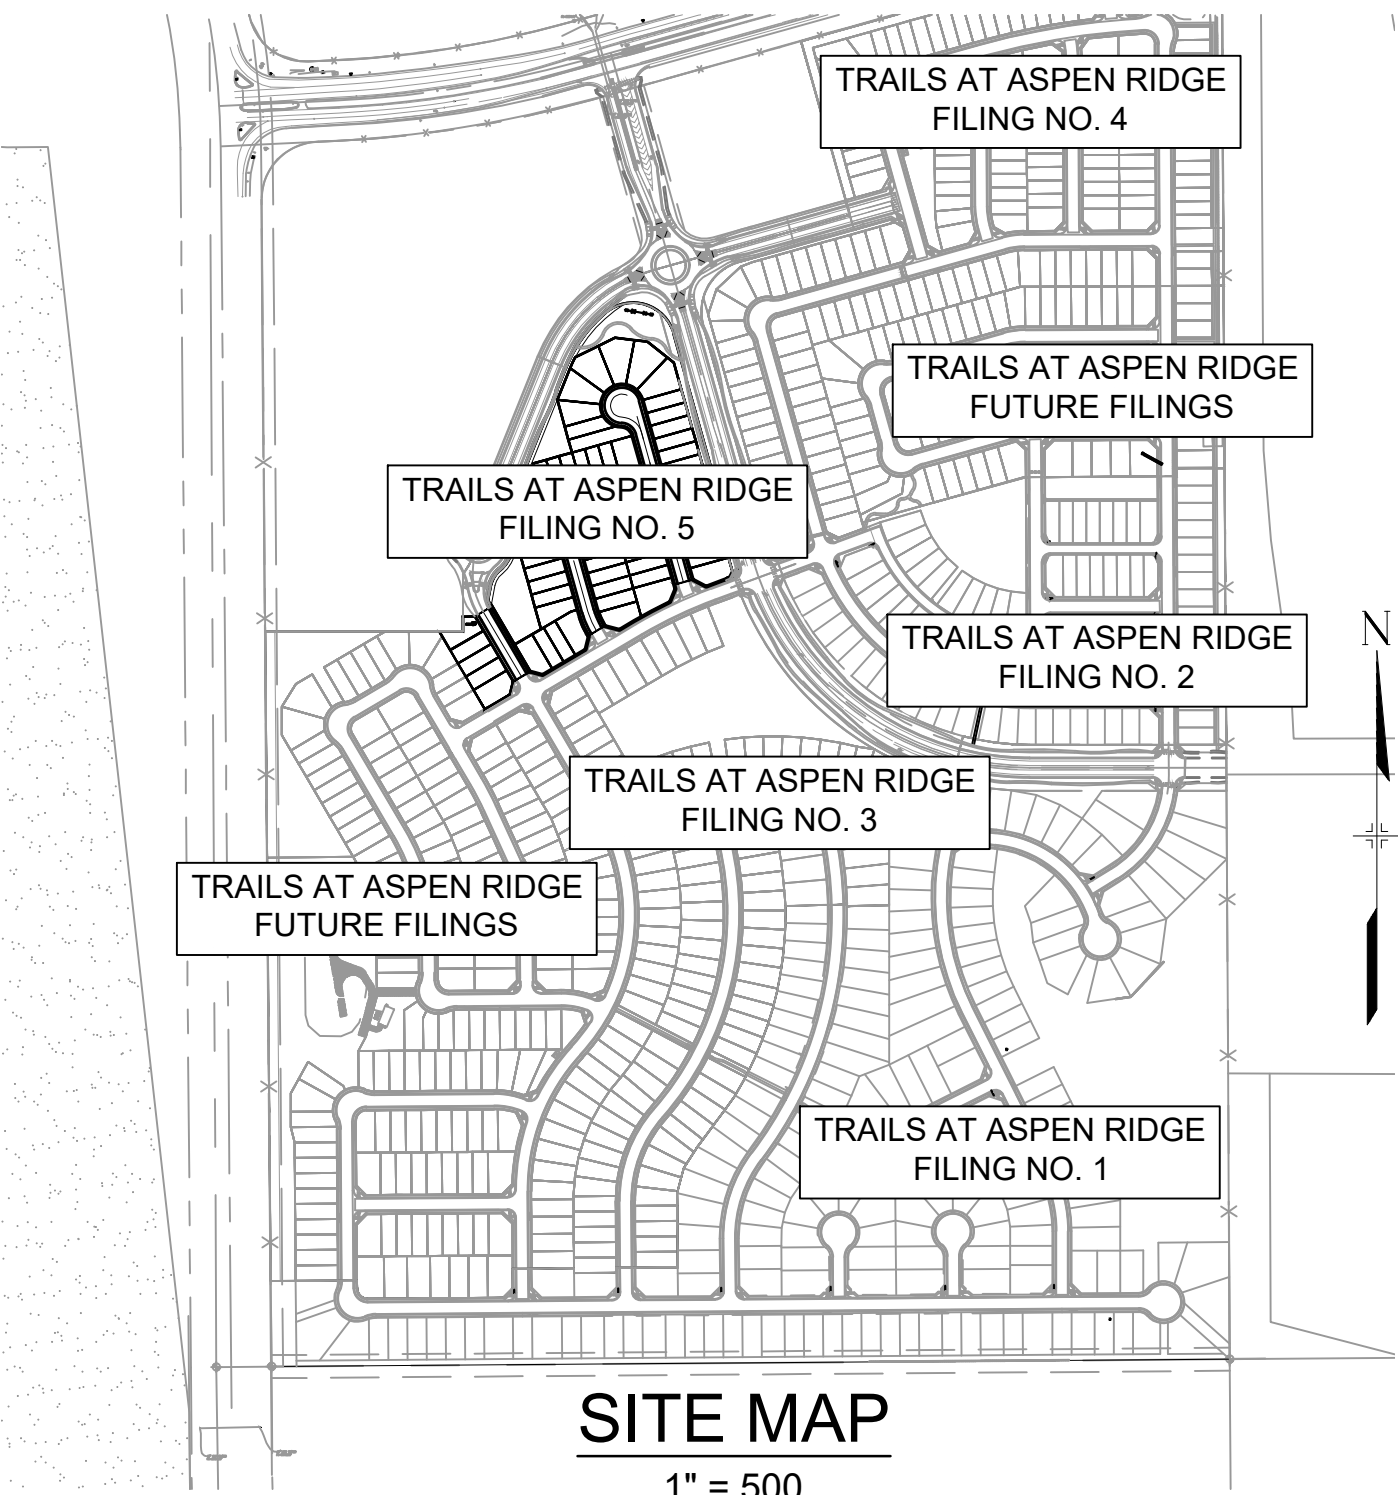 TRAILS AT ASPEN RIDGE
FILING NO. 4
TRAILS AT ASPEN RIDGE
FUTURE FILINGS
TRAILS AT ASPEN RIDGE
FILING NO. 5
TRAILS AT ASPEN RIDGE
FILING NO. 2
N
TRAILS AT ASPEN RIDGE
FILING NO. 3
TRAILS AT ASPEN RIDGE
FUTURE FILINGS
TRAILS AT ASPEN RIDGE
FILING NO. 1
SITE MAP
1" = 500